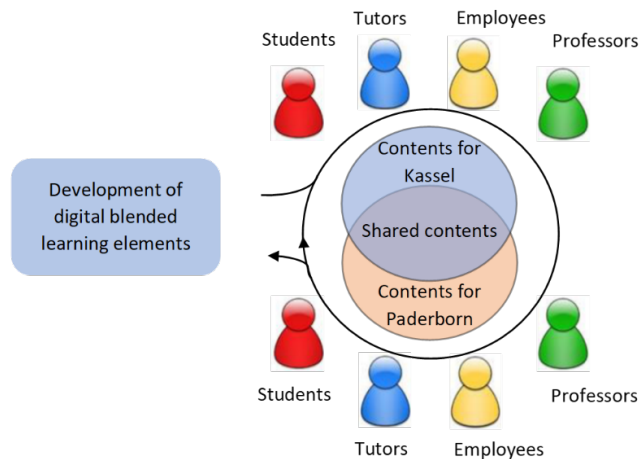 Tutors
Employees
Students
Professors
Contents for
Kassel
Development of
digital blended
learning elements
Shared contents
Contents for
Paderborn
Students
Professors
Tutors
Employees